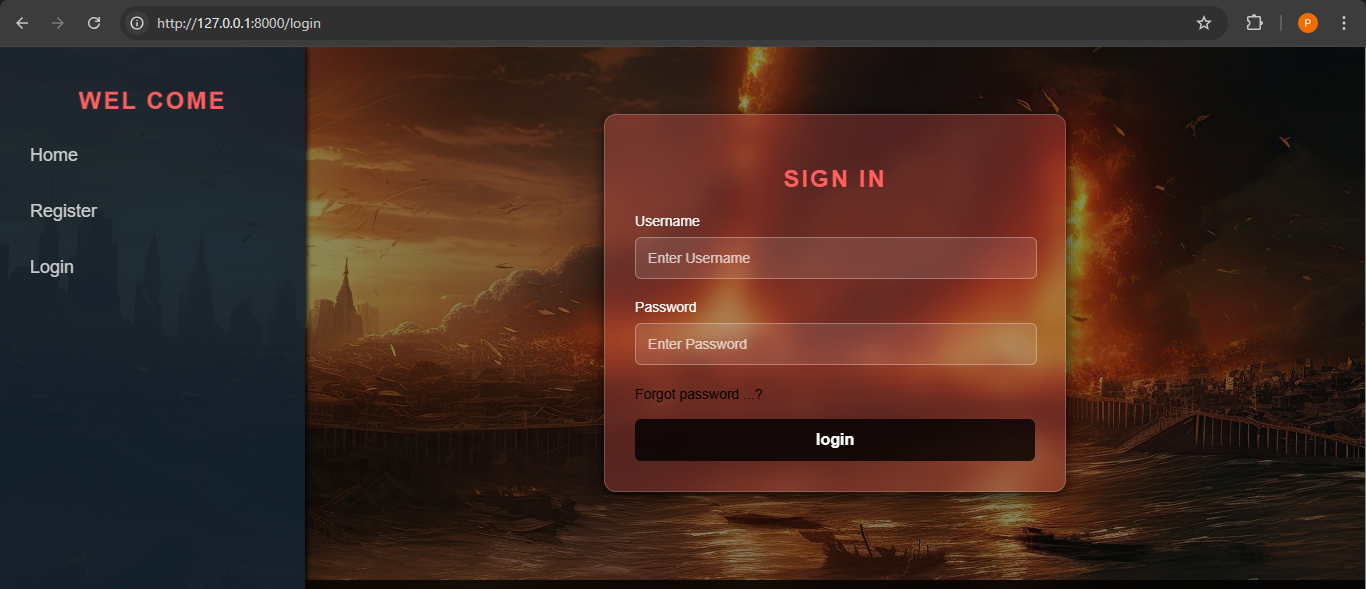 http://127.0.0.1:8000/login
P
WEL COME
Home
Register
Login
SIGN IN
Username
Enter Username
Password
Enter Password
Forgot password ...?
login